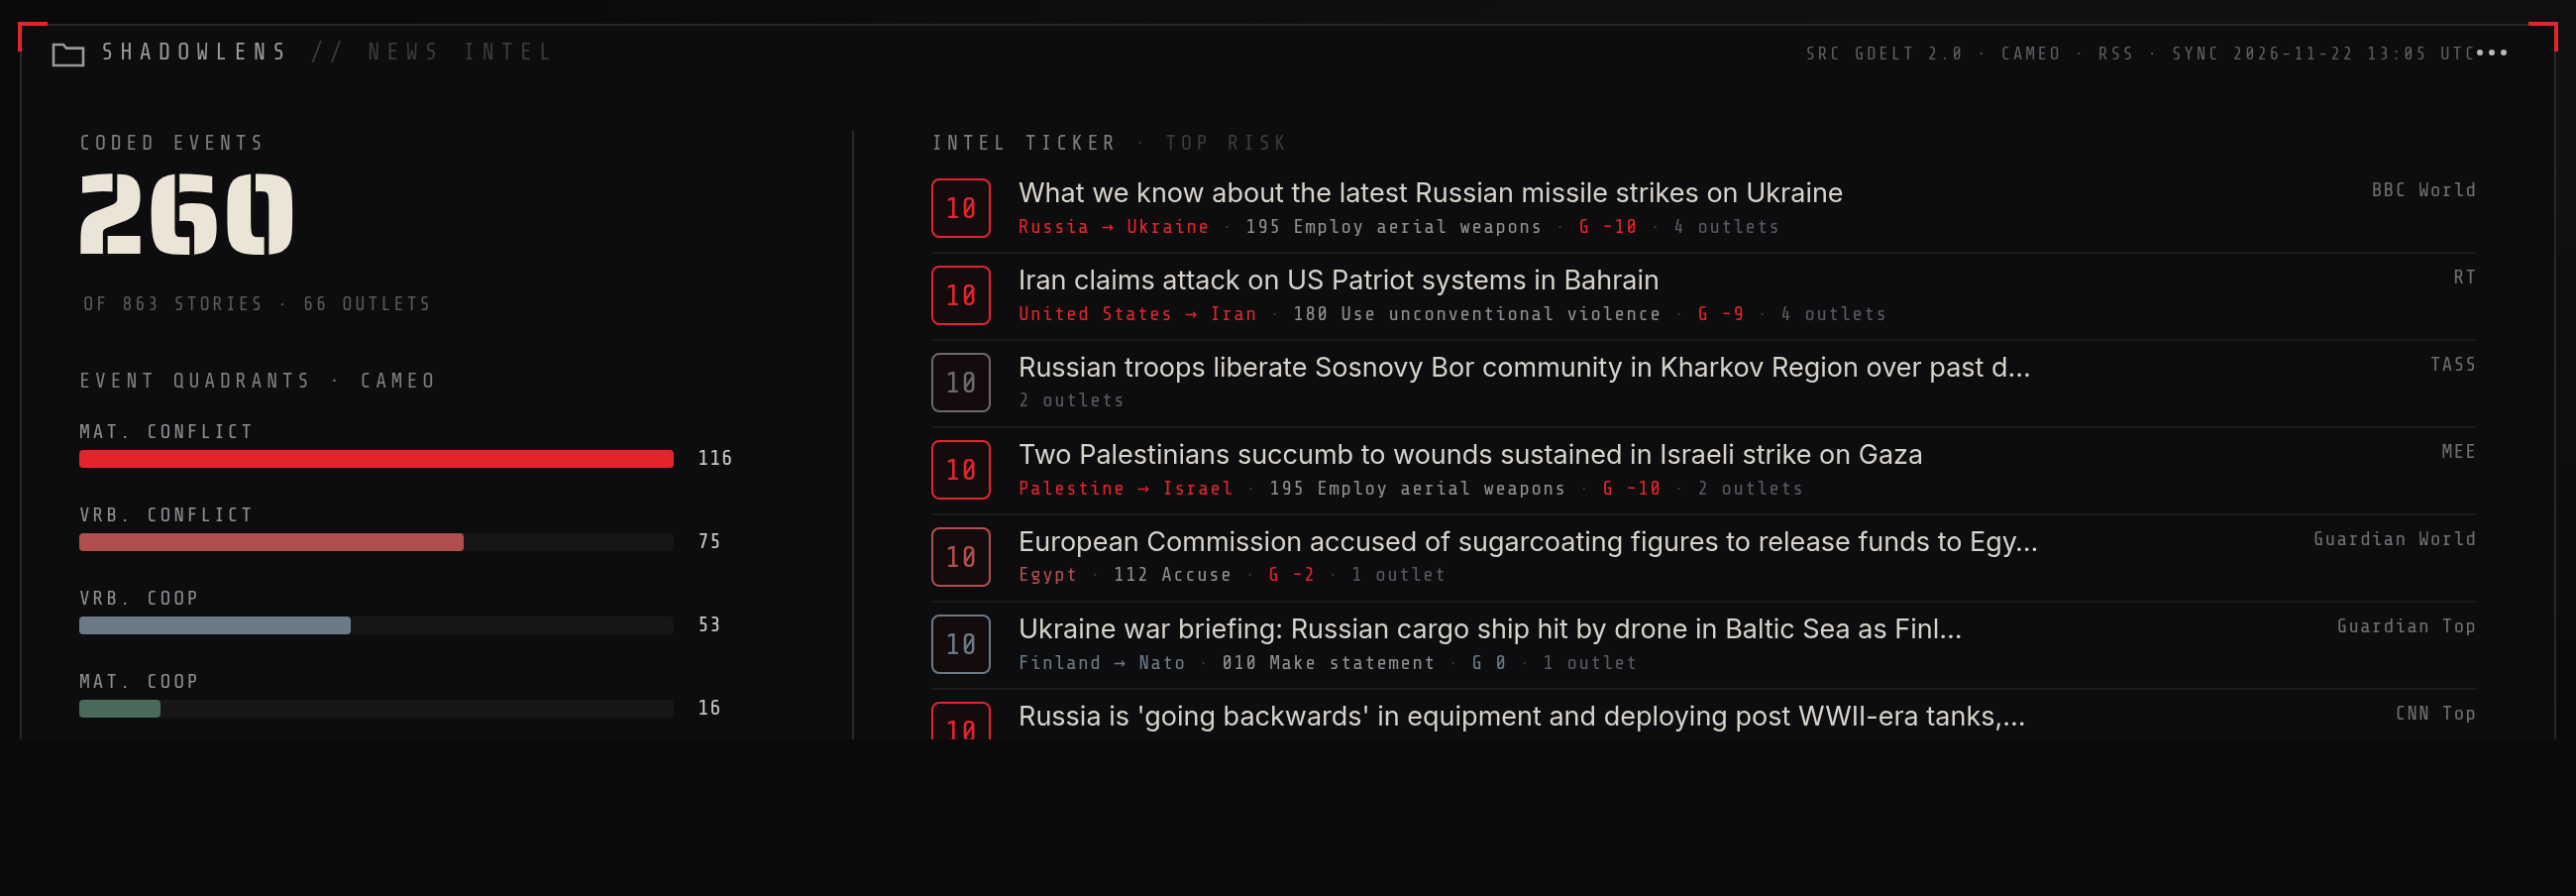 SHADOWLENS // NEWS INTEL
SRC GDELT 2.0 · CAMEO · RSS · SYNC 2026-11-22 13:05 UTC
CODED EVENTS
260
OF 863 STORIES · 66 OUTLETS
EVENT QUADRANTS · CAMEO
MAT. CONFLICT
116
VRB. CONFLICT
75
VRB. COOP
53
MAT. COOP
16
INTEL TICKER · TOP RISK
10 What we know about the latest Russian missile strikes on Ukraine BBC World
Russia → Ukraine · 195 Employ aerial weapons · G -10 · 4 outlets
10 Iran claims attack on US Patriot systems in Bahrain RT
United States → Iran · 180 Use unconventional violence · G -9 · 4 outlets
10 Russian troops liberate Sosnovy Bor community in Kharkov Region over past d... TASS
2 outlets
10 Two Palestinians succumb to wounds sustained in Israeli strike on Gaza MEE
Palestine → Israel · 195 Employ aerial weapons · G -10 · 2 outlets
10 European Commission accused of sugarcoating figures to release funds to Egy... Guardian World
Egypt · 112 Accuse · G -2 · 1 outlet
10 Ukraine war briefing: Russian cargo ship hit by drone in Baltic Sea as Finl... Guardian Top
Finland → Nato · 010 Make statement · G 0 · 1 outlet
10 Russia is 'going backwards' in equipment and deploying post WWII-era tanks,... CNN Top